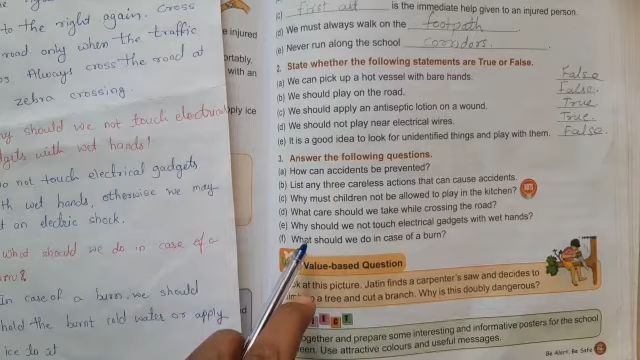 to the right again. Cross
road only when the traffic
Always cross the road at
zebra crossing.
should we not touch electrical
gets with wet hands!
not touch electrical gadgets
wet hands, otherwise we may
an electric shock.
what should we do in case of a
In case of a burn, we should
hold the burnt cold water or apply
ice to
e injured
ortably.
with an
pply ice
(c) first aid is the immediate help given to an injured person.
(d) We must always walk on the footpath
(e) Never run along the school corridors.
2. State whether the following statements are True or False.
(a) We can pick up a hot vessel with bare hands. False
(b) We should play on the road. False.
(c) We should apply an antiseptic lotion on a wound. True
(d) We should not play near electrical wires. True.
(e) It is a good idea to look for unidentified things and play with them. False.
3. Answer the following questions.
(a) How can accidents be prevented?
(b) List any three careless actions that can cause accidents.
(c) Why must children not be allowed to play in the kitchen?
(d) What care should we take while crossing the road?
(e) Why should we not touch electrical gadgets with wet hands?
(f) What should we do in case of a burn?
Value-based Question
at this picture. Jatin finds a carpenter's saw and decides to
a tree and cut a branch. Why is this doubly dangerous?
together and prepare some interesting and informative posters for the school
Use attractive colours and useful messages.
Be Alert, Be Safe